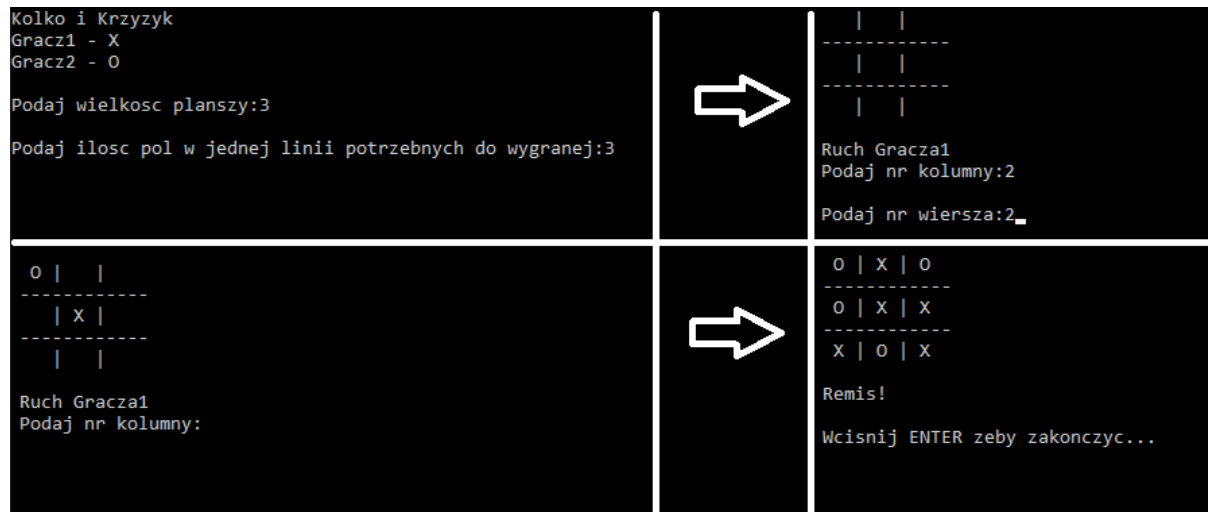 Kolko i Krzyzyk
Gracz1 - X
Gracz2 - O
Podaj wielkosc planszy:3
Podaj ilosc pol w jednej linii potrzebnych do wygranej:3
| |
------------
| |
------------
| |
Ruch Gracza1
Podaj nr kolumny:2
Podaj nr wiersza:2_
O | |
------------
| X |
------------
| |
Ruch Gracza1
Podaj nr kolumny:
O | X | O
------------
O | X | X
------------
X | O | X
Remis!
Wcisnij ENTER zeby zakonczyc...